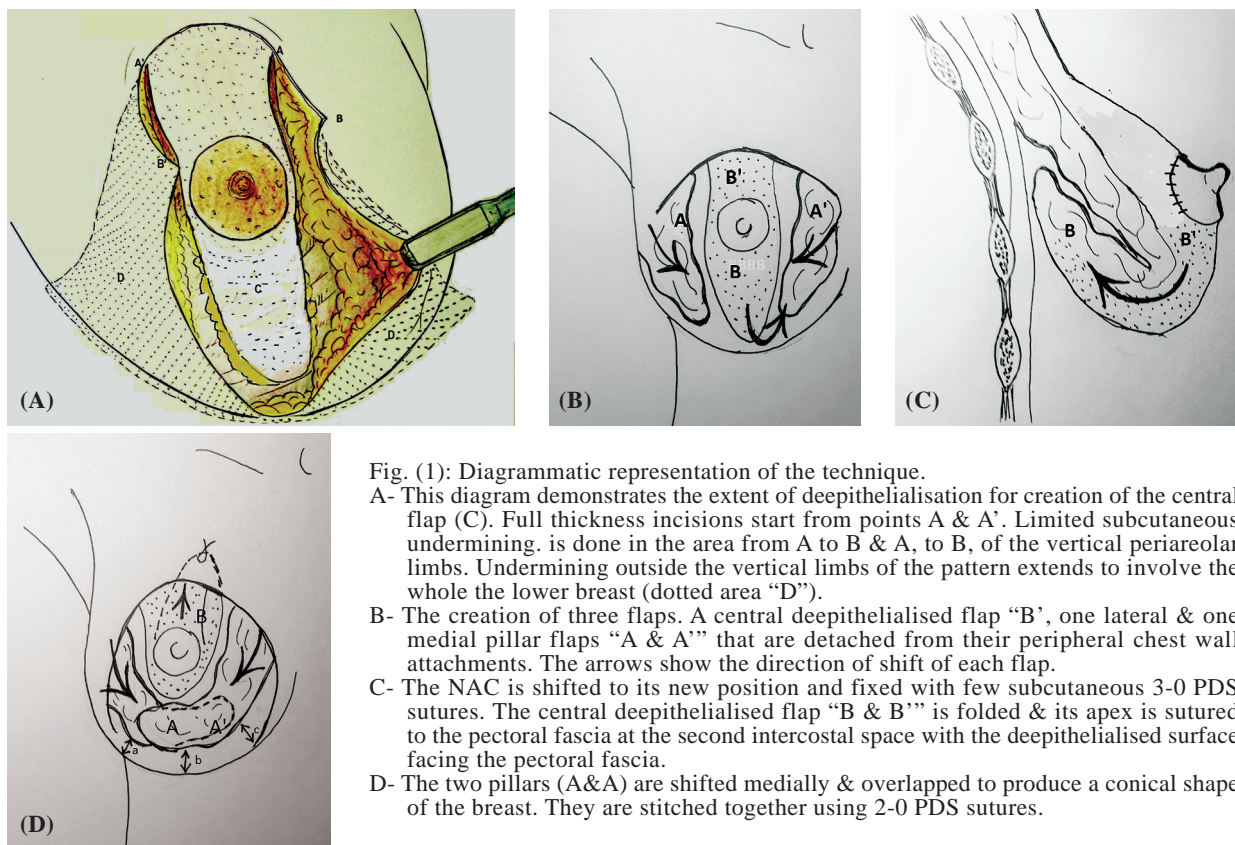 A'
A
B
B'
C
D
D
(A)
B'
A
A'
B
BB
(B)
B
B'
(C)
B
A
A'
a
b
c
(D)
Fig. (1): Diagrammatic representation of the technique.
A- This diagram demonstrates the extent of deepithelialisation for creation of the central
flap (C). Full thickness incisions start from points A & A’. Limited subcutaneous
undermining. is done in the area from A to B & A, to B, of the vertical periareolar
limbs. Undermining outside the vertical limbs of the pattern extends to involve the
whole the lower breast (dotted area “D”).
B- The creation of three flaps. A central deepithelialised flap “B’, one lateral & one
medial pillar flaps “A & A’” that are detached from their peripheral chest wall
attachments. The arrows show the direction of shift of each flap.
C- The NAC is shifted to its new position and fixed with few subcutaneous 3-0 PDS
sutures. The central deepithelialised flap “B & B’” is folded & its apex is sutured
to the pectoral fascia at the second intercostal space with the deepithelialised surface
facing the pectoral fascia.
D- The two pillars (A&A) are shifted medially & overlapped to produce a conical shape
of the breast. They are stitched together using 2-0 PDS sutures.